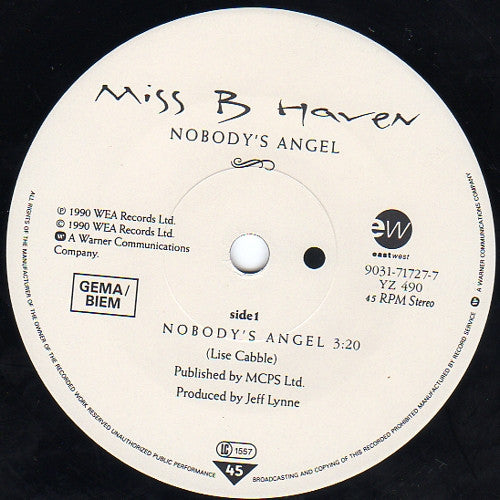 Miss B Haven
NOBODY'S ANGEL
℗ 1990 WEA Records Ltd.
© 1990 WEA Records Ltd.
A Warner Communications
Company.
GEMA/
BIEM
ew
eastwest
9031-71727-7
YZ 490
45 RPM Stereo
side1
NOBODY'S ANGEL 3:20
(Lise Cabble)
Published by MCPS Ltd.
Produced by Jeff Lynne
LC 1557
45
ALL RIGHTS OF THE MANUFACTURER OF THE OWNER OF THE RECORDED WORK RESERVED UNAUTHORIZED PUBLIC PERFORMANCE
BROADCASTING AND COPYING OF THIS RECORD PROHIBITED MANUFACTURED BY RECORD SERVICE
A WARNER COMMUNICATIONS COMPANY